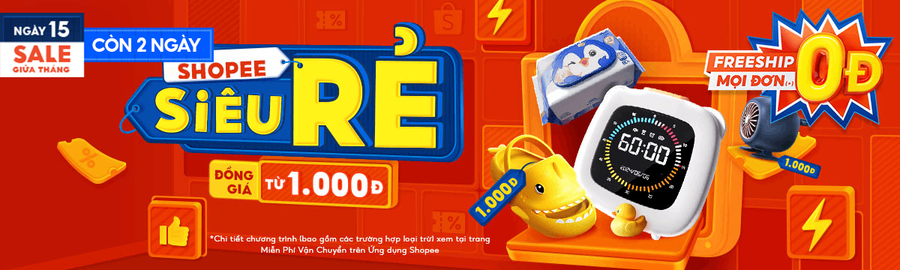 NGÀY 15
SALE
GIỮA THÁNG
CÒN 2 NGÀY
SHOPEE
SIÊU RẺ
ĐỒNG GIÁ
TỪ 1.000Đ
FREESHIP
MỌI ĐƠN(*)
0Đ
60:00
1.000Đ
1.000Đ
*Chi tiết chương trình (bao gồm các trường hợp loại trừ) xem tại trang
Miễn Phí Vận Chuyển trên Ứng dụng Shopee